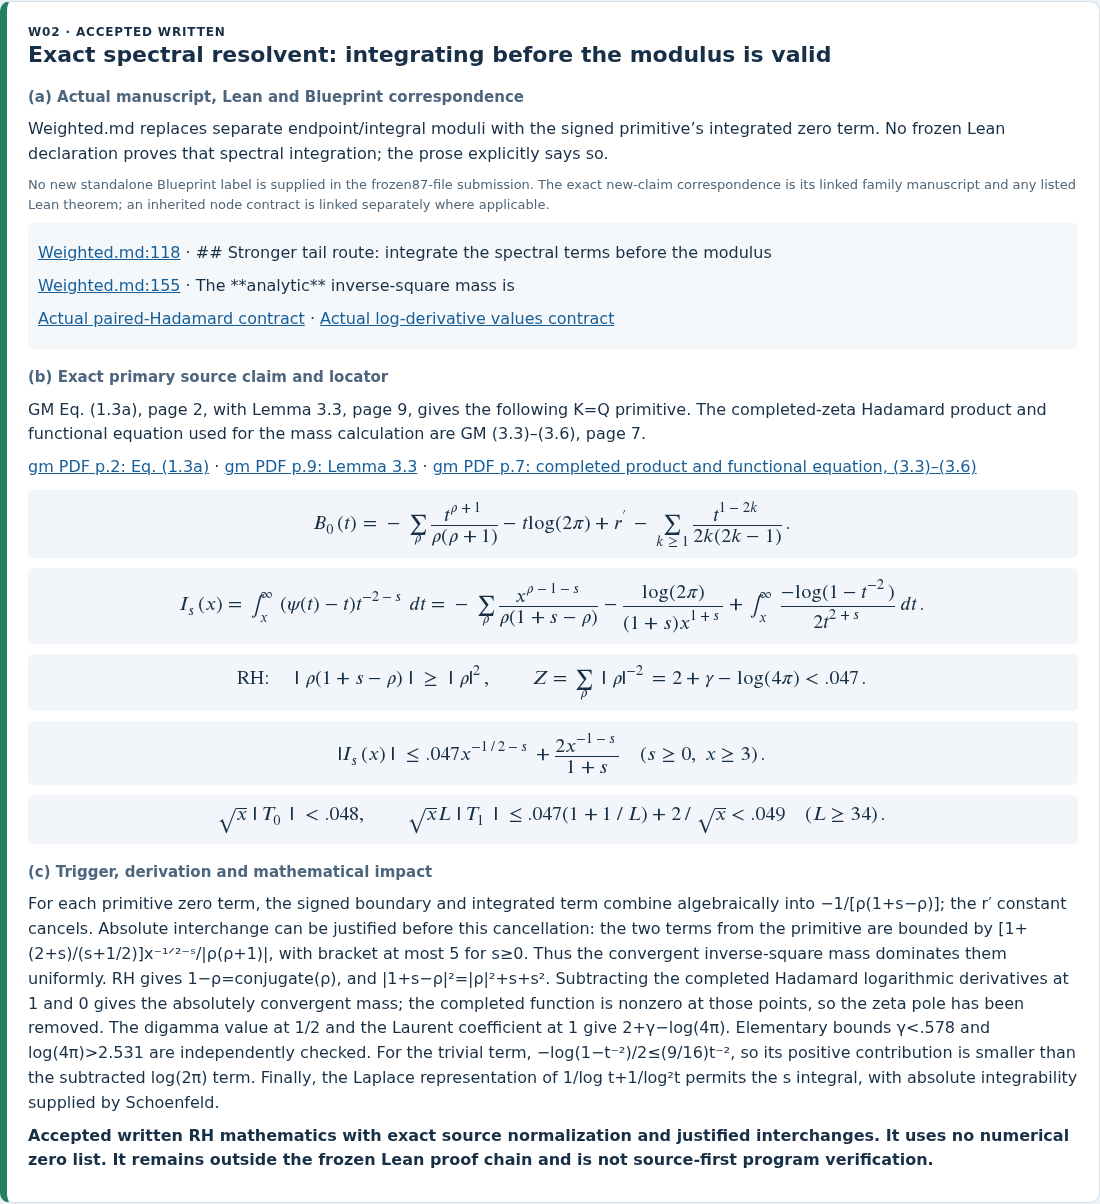 W02 · ACCEPTED WRITTEN
Exact spectral resolvent: integrating before the modulus is valid
(a) Actual manuscript, Lean and Blueprint correspondence
Weighted.md replaces separate endpoint/integral moduli with the signed primitive’s integrated zero term. No frozen Lean
declaration proves that spectral integration; the prose explicitly says so.
No new standalone Blueprint label is supplied in the frozen87-file submission. The exact new-claim correspondence is its linked family manuscript and any listed
Lean theorem; an inherited node contract is linked separately where applicable.
Weighted.md:118 · ## Stronger tail route: integrate the spectral terms before the modulus
Weighted.md:155 · The **analytic** inverse-square mass is
Actual paired-Hadamard contract · Actual log-derivative values contract
(b) Exact primary source claim and locator
GM Eq. (1.3a), page 2, with Lemma 3.3, page 9, gives the following K=Q primitive. The completed-zeta Hadamard product and
functional equation used for the mass calculation are GM (3.3)–(3.6), page 7.
gm PDF p.2: Eq. (1.3a) · gm PDF p.9: Lemma 3.3 · gm PDF p.7: completed product and functional equation, (3.3)–(3.6)
B₀(t) = − ∑_ρ t^{ρ+1}/(ρ(ρ+1)) − tlog(2π) + r′ − ∑_{k≥1} t^{1−2k}/(2k(2k−1)).
I_s(x) = ∫_x^∞ (ψ(t) − t)t^{−2−s} dt = − ∑_ρ x^{ρ−1−s}/(ρ(1+s−ρ)) − log(2π)/((1+s)x^{1+s}) + ∫_x^∞ −log(1−t^{−2})/(2t^{2+s}) dt.
RH: |ρ(1+s−ρ)| ≥ |ρ|², Z = ∑_ρ |ρ|^{−2} = 2 + γ − log(4π) < .047.
|I_s(x)| ≤ .047x^{−1/2−s} + 2x^{−1−s}/(1+s) (s ≥ 0, x ≥ 3).
√x|T₀| < .048, √xL|T₁| ≤ .047(1+1/L) + 2/√x < .049 (L ≥ 34).
(c) Trigger, derivation and mathematical impact
For each primitive zero term, the signed boundary and integrated term combine algebraically into −1/[ρ(1+s−ρ)]; the r′ constant
cancels. Absolute interchange can be justified before this cancellation: the two terms from the primitive are bounded by [1+
(2+s)/(s+1/2)]x⁻¹ᐟ²⁻ˢ/|ρ(ρ+1)|, with bracket at most 5 for s≥0. Thus the convergent inverse-square mass dominates them
uniformly. RH gives 1−ρ=conjugate(ρ), and |1+s−ρ|²=|ρ|²+s+s². Subtracting the completed Hadamard logarithmic derivatives at
1 and 0 gives the absolutely convergent mass; the completed function is nonzero at those points, so the zeta pole has been
removed. The digamma value at 1/2 and the Laurent coefficient at 1 give 2+γ−log(4π). Elementary bounds γ<.578 and
log(4π)>2.531 are independently checked. For the trivial term, −log(1−t⁻²)/2≤(9/16)t⁻², so its positive contribution is smaller than
the subtracted log(2π) term. Finally, the Laplace representation of 1/log t+1/log²t permits the s integral, with absolute integrability
supplied by Schoenfeld.
Accepted written RH mathematics with exact source normalization and justified interchanges. It uses no numerical
zero list. It remains outside the frozen Lean proof chain and is not source-first program verification.